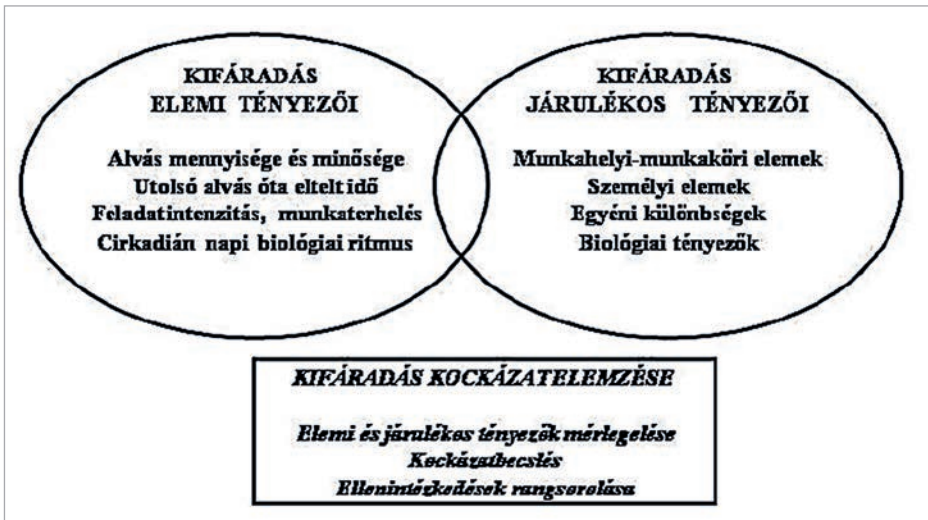 KIFÁRADÁS
ELEMI TÉNYEZŐI
Alvás mennyisége és minősége
Utolsó alvás óta eltelt idő
Feladatintenzitás, munkaterhelés
Cirkadián napi biológiai ritmus
KIFÁRADÁS
JÁRULÉKOS TÉNYEZŐI
Munkahelyi-munkaköri elemek
Személyi elemek
Egyéni különbségek
Biológiai tényezők
KIFÁRADÁS KOCKÁZATELEMZÉSE
Elemi és járulékos tényezők mérlegelése
Kockázatbecslés
Ellenintézkedések rangsorolása